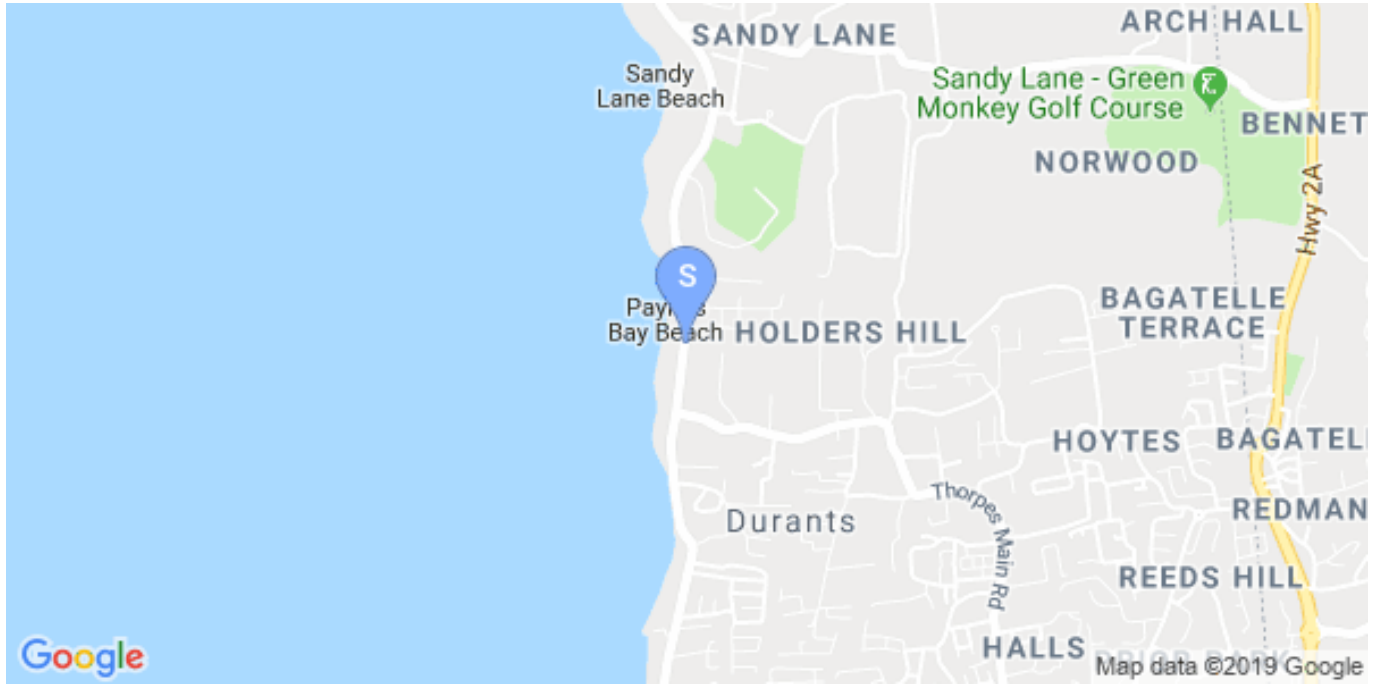 SANDY LANE
ARCH HALL
Sandy
Lane Beach
Sandy Lane - Green
Monkey Golf Course
BENNET
NORWOOD
Hwy 2A
S
Bay Beach
HOLDERS HILL
BAGATELLE
TERRACE
HOYTES
BAGATEL
Thorpes Main Rd
Durants
REDMAN
REEDS HILL
HALLS
Google
Map data ©2019 Google